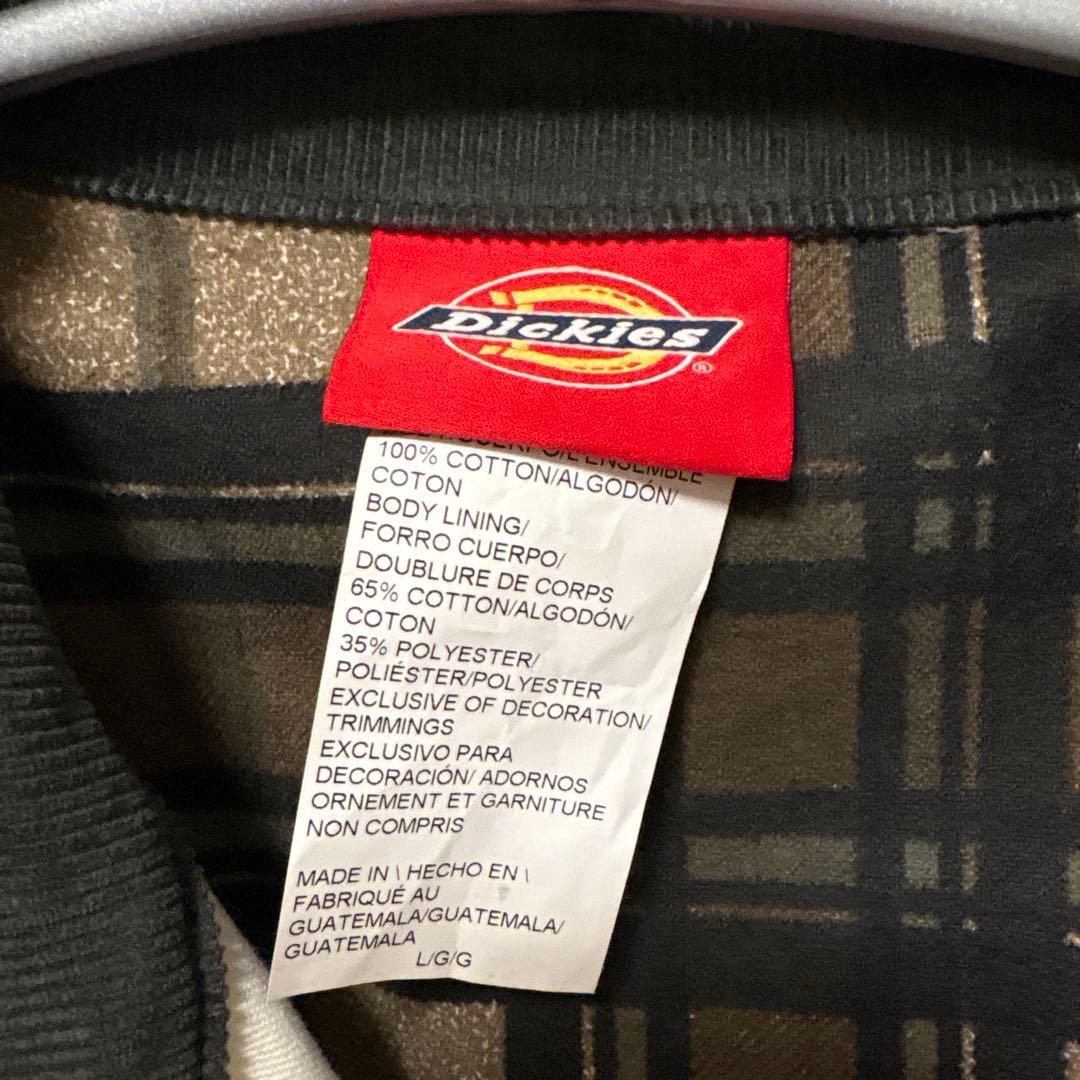 Dickies
®
CUERPO/L'ENSEMBLE
100% COTTON/ALGODÓN/
COTON
BODY LINING/
FORRO CUERPO/
DOUBLURE DE CORPS
65% COTTON/ALGODÓN/
COTON
35% POLYESTER/
POLIÉSTER/POLYESTER
EXCLUSIVE OF DECORATION/
TRIMMINGS
EXCLUSIVO PARA
DECORACIÓN/ ADORNOS
ORNEMENT ET GARNITURE
NON COMPRIS
MADE IN \ HECHO EN \
FABRIQUÉ AU
GUATEMALA/GUATEMALA/
GUATEMALA
L/G/G